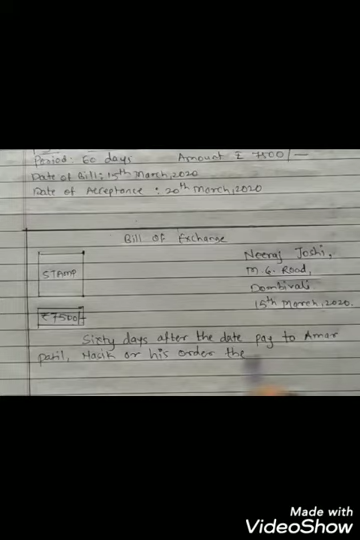 Period: 60 days Amount ₹ 7500/—
Date of Bill: 15th March, 2020
Date of Acceptance : 20th March, 2020
Bill Of Exchange
STAMP
Neeraj Joshi,
M. G. Road,
Dombivali
15th March, 2020.
₹7500/-
Sixty days after the date pay to Amar
Patil, Nasik or his order the
Made with
VideoShow